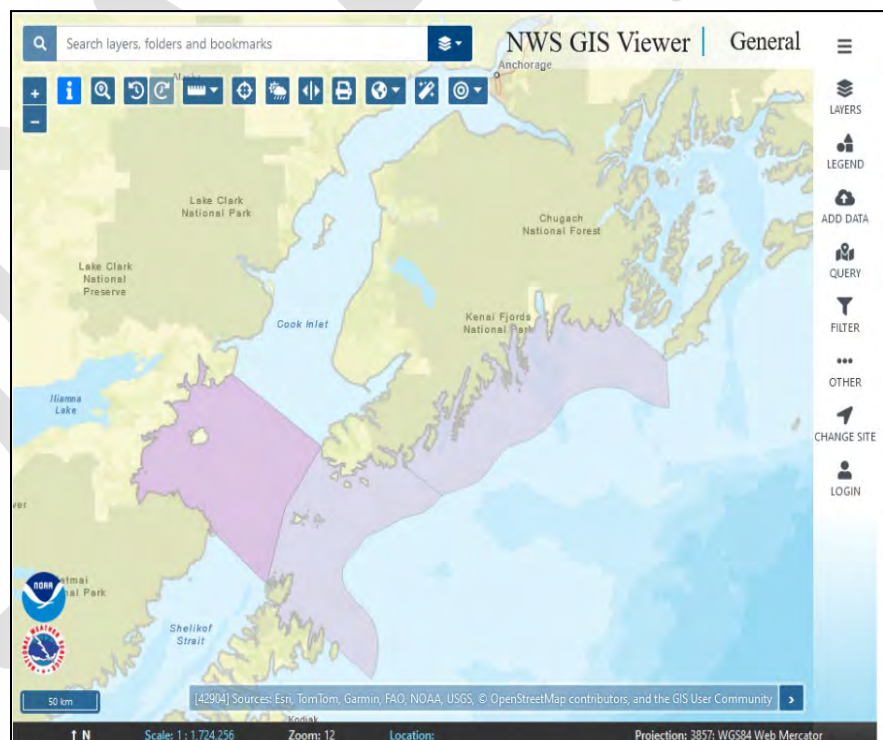 Search layers, folders and bookmarks
NWS GIS Viewer | General
Anchorage
LAYERS
LEGEND
ADD DATA
QUERY
FILTER
OTHER
CHANGE SITE
LOGIN
Lake Clark
National Park
Chugach
National Forest
Lake Clark
National
Preserve
Cook Inlet
Kenai Fjords
National Park
Iliamna
Lake
NOAA
Shelikof
Strait
50 km
[42904] Sources: Esri, TomTom, Garmin, FAO, NOAA, USGS, © OpenStreetMap contributors, and the GIS User Community
Kodiak
N
Scale: 1 : 1,724,256
Zoom: 12
Location:
Projection: 3857: WGS84 Web Mercator